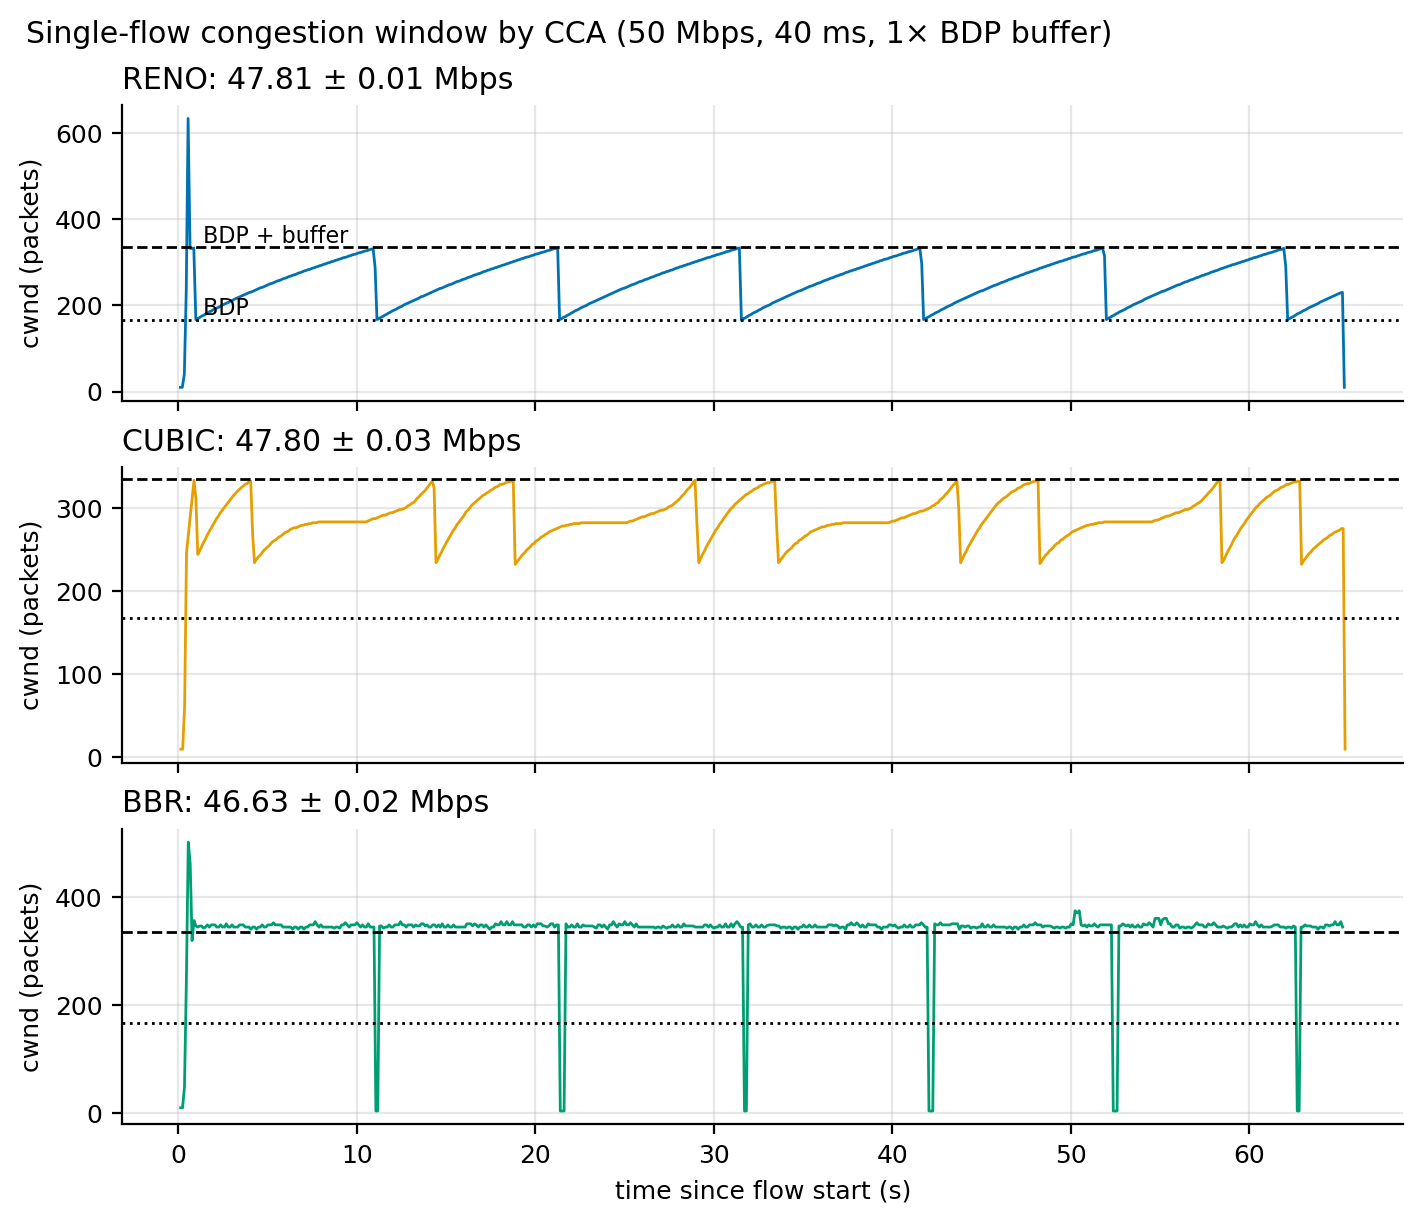 Single-flow congestion window by CCA (50 Mbps, 40 ms, 1× BDP buffer)
RENO: 47.81 ± 0.01 Mbps
600
400
200
0
cwnd (packets)
BDP + buffer
BDP
CUBIC: 47.80 ± 0.03 Mbps
300
200
100
0
cwnd (packets)
BBR: 46.63 ± 0.02 Mbps
400
200
0
cwnd (packets)
0 10 20 30 40 50 60
time since flow start (s)